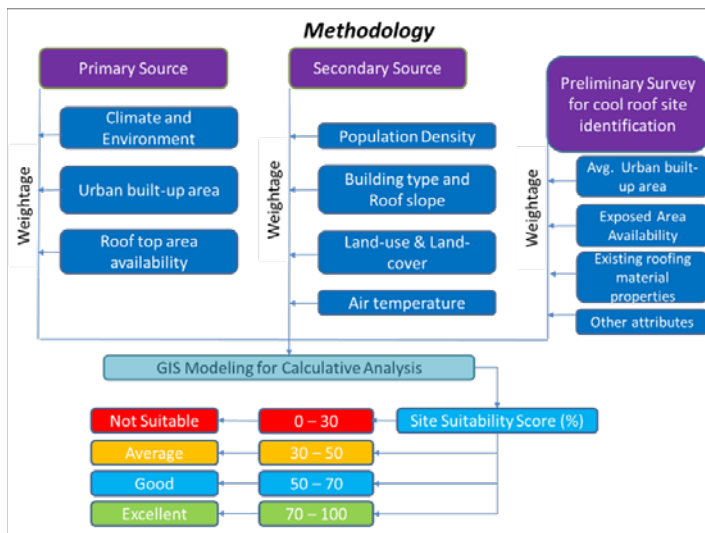 Methodology
Primary Source
Secondary Source
Preliminary Survey
for cool roof site
identification
Weightage
Climate and
Environment
Urban built-up area
Roof top area
availability
Weightage
Population Density
Building type and
Roof slope
Land-use & Land-
cover
Air temperature
Weightage
Avg. Urban built-
up area
Exposed Area
Availability
Existing roofing
material
properties
Other attributes
GIS Modeling for Calculative Analysis
Not Suitable
0 – 30
Site Suitability Score (%)
Average
30 – 50
Good
50 – 70
Excellent
70 – 100